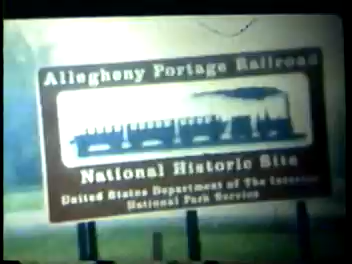 Allegheny Portage Railroad
National Historic Site
United States Department of The Interior
National Park Service